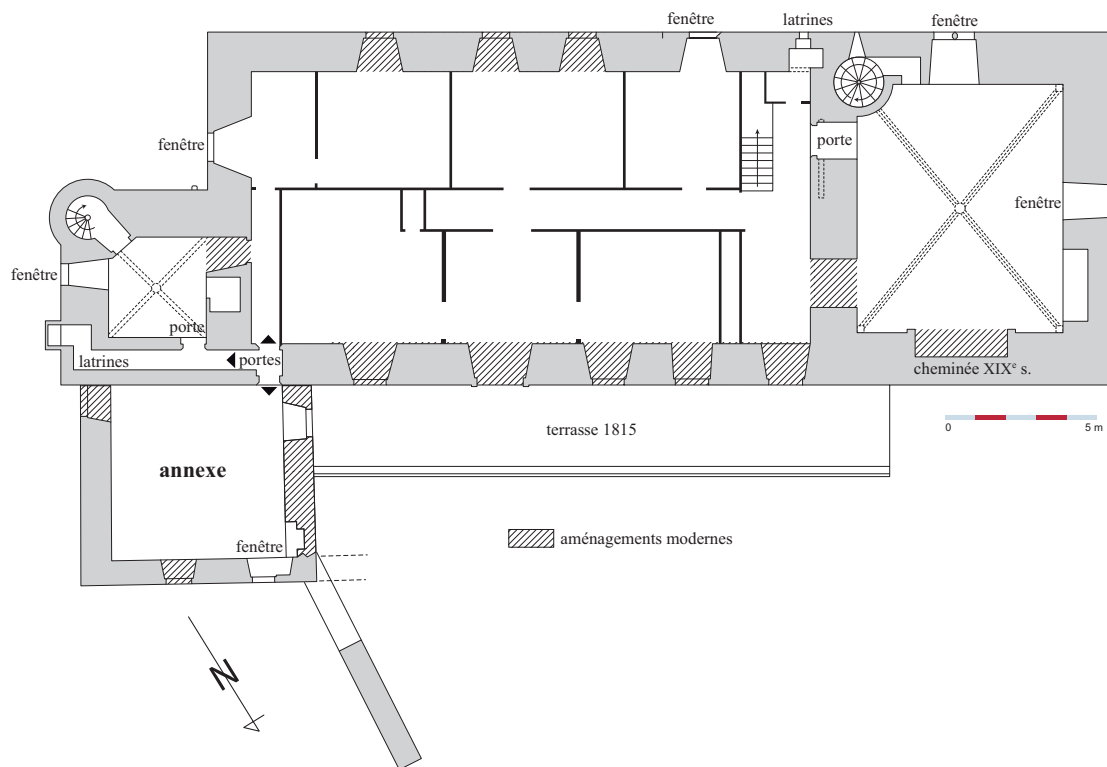 fenêtre
latrines
fenêtre
fenêtre
porte
fenêtre
fenêtre
porte
latrines
portes
cheminée XIXe s.
0
5 m
terrasse 1815
annexe
fenêtre
aménagements modernes
N